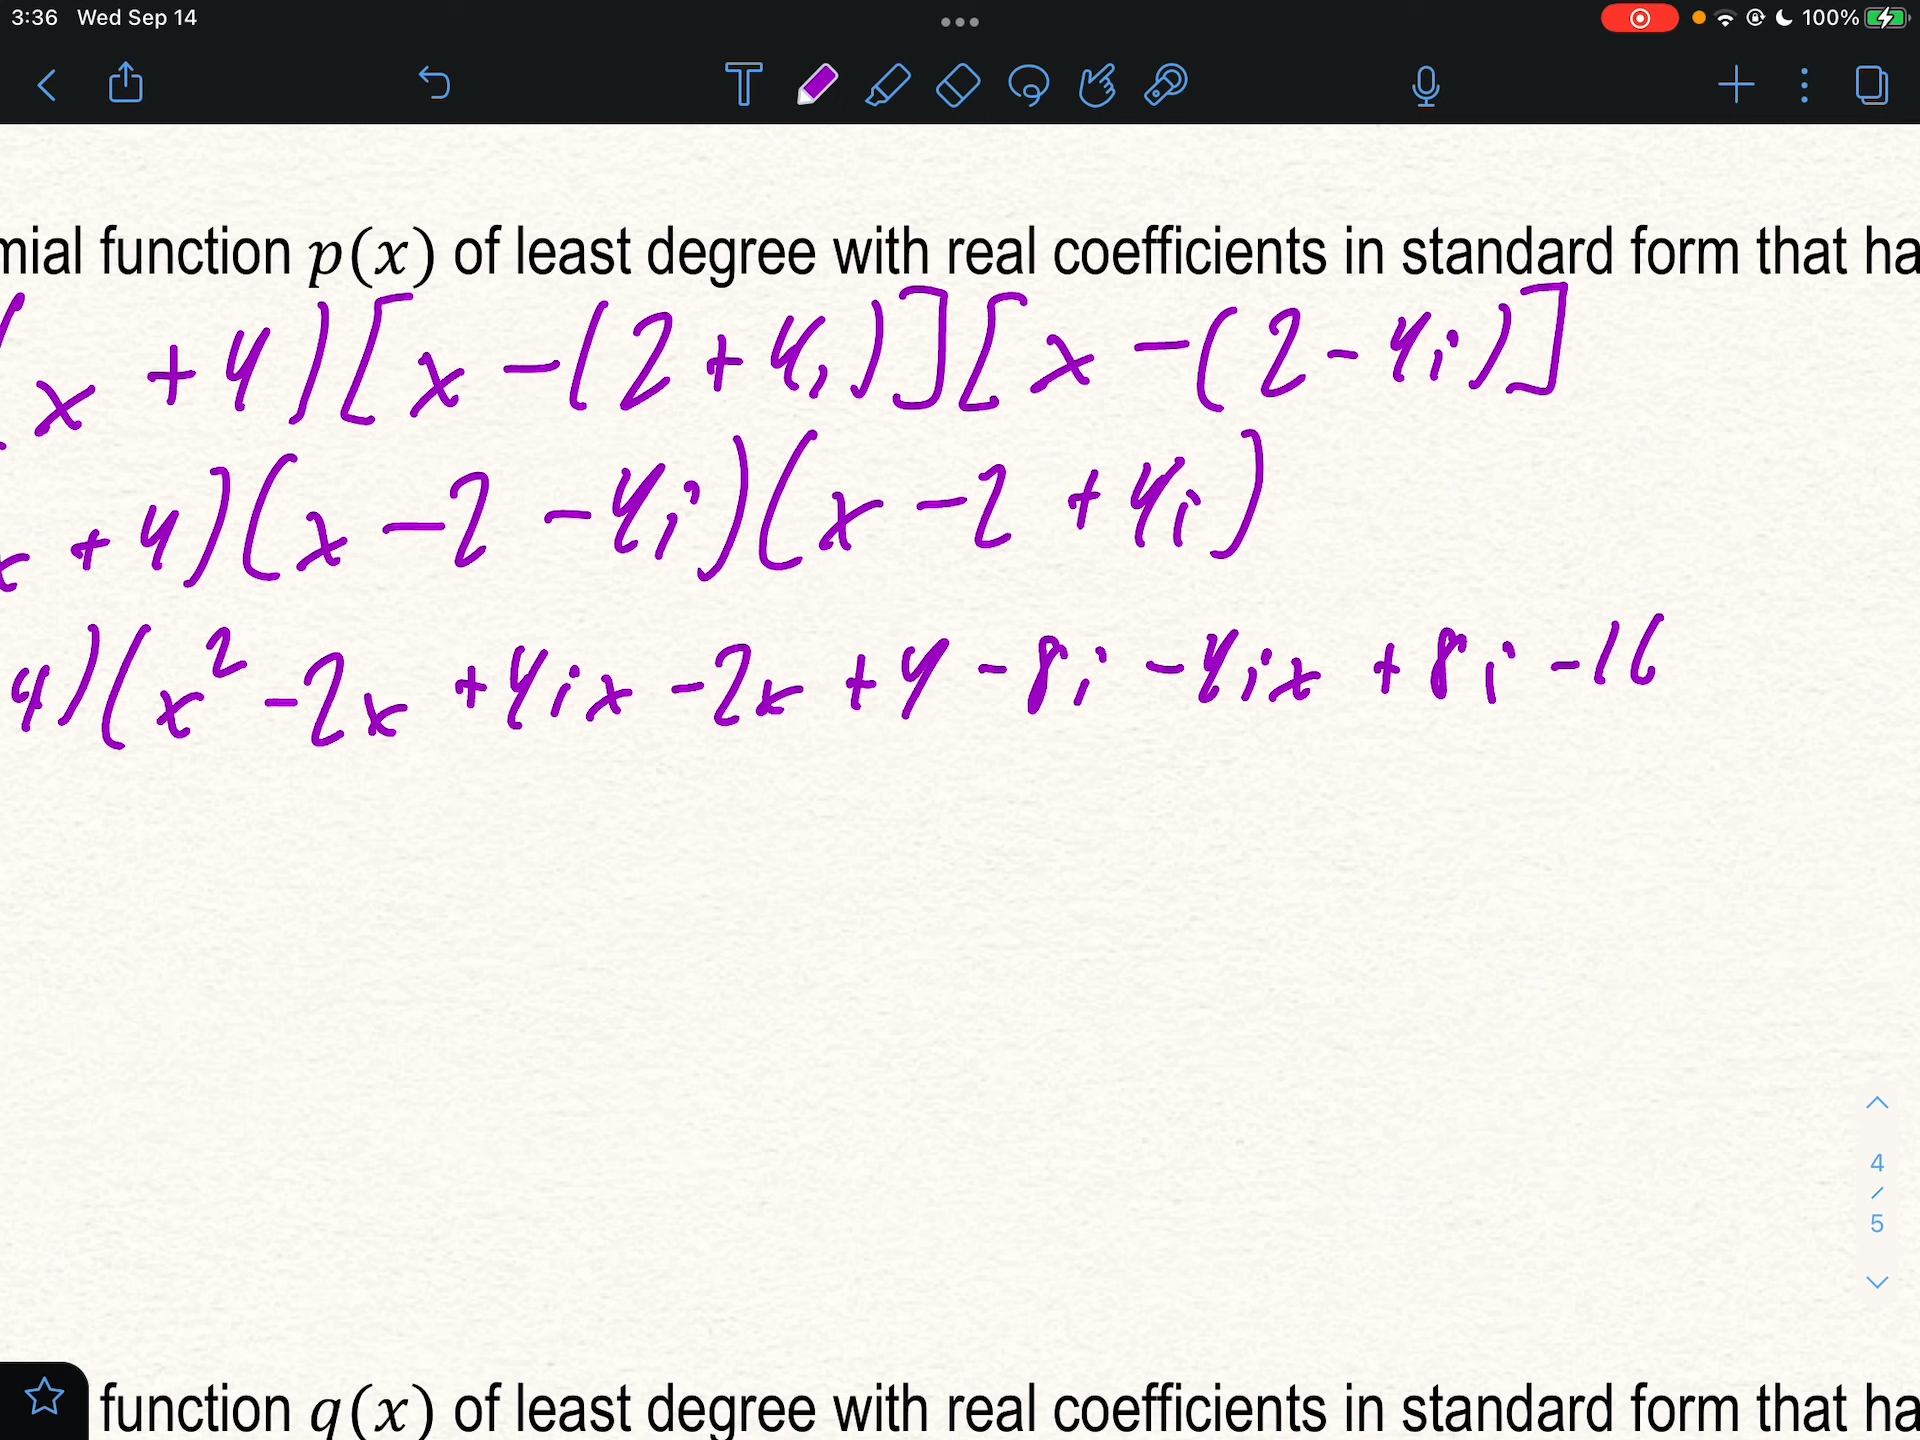 3:36 Wed Sep 14 100%
T
mial function p(x) of least degree with real coefficients in standard form that ha
(x + 4)[x - (2 + 4i)][x - (2 - 4i)]
x + 4)(x - 2 - 4i)(x - 2 + 4i)
4)(x² - 2x + 4ix - 2x + 4 - 8i - 4ix + 8i - 16
4
/
5
function q(x) of least degree with real coefficients in standard form that ha